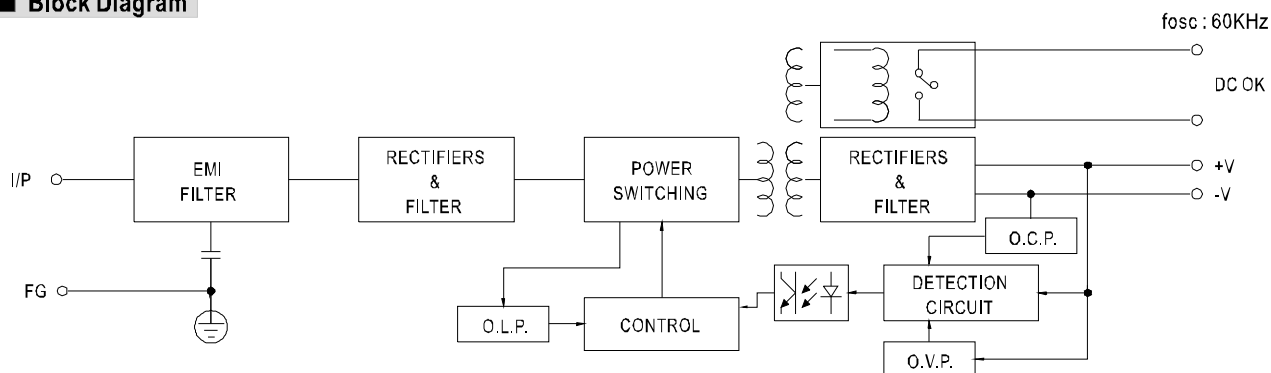 ■ Block Diagram
fosc : 60KHz
DC OK
I/P
EMI
FILTER
RECTIFIERS
&
FILTER
POWER
SWITCHING
RECTIFIERS
&
FILTER
+V
-V
O.C.P.
FG
O.L.P.
CONTROL
DETECTION
CIRCUIT
O.V.P.